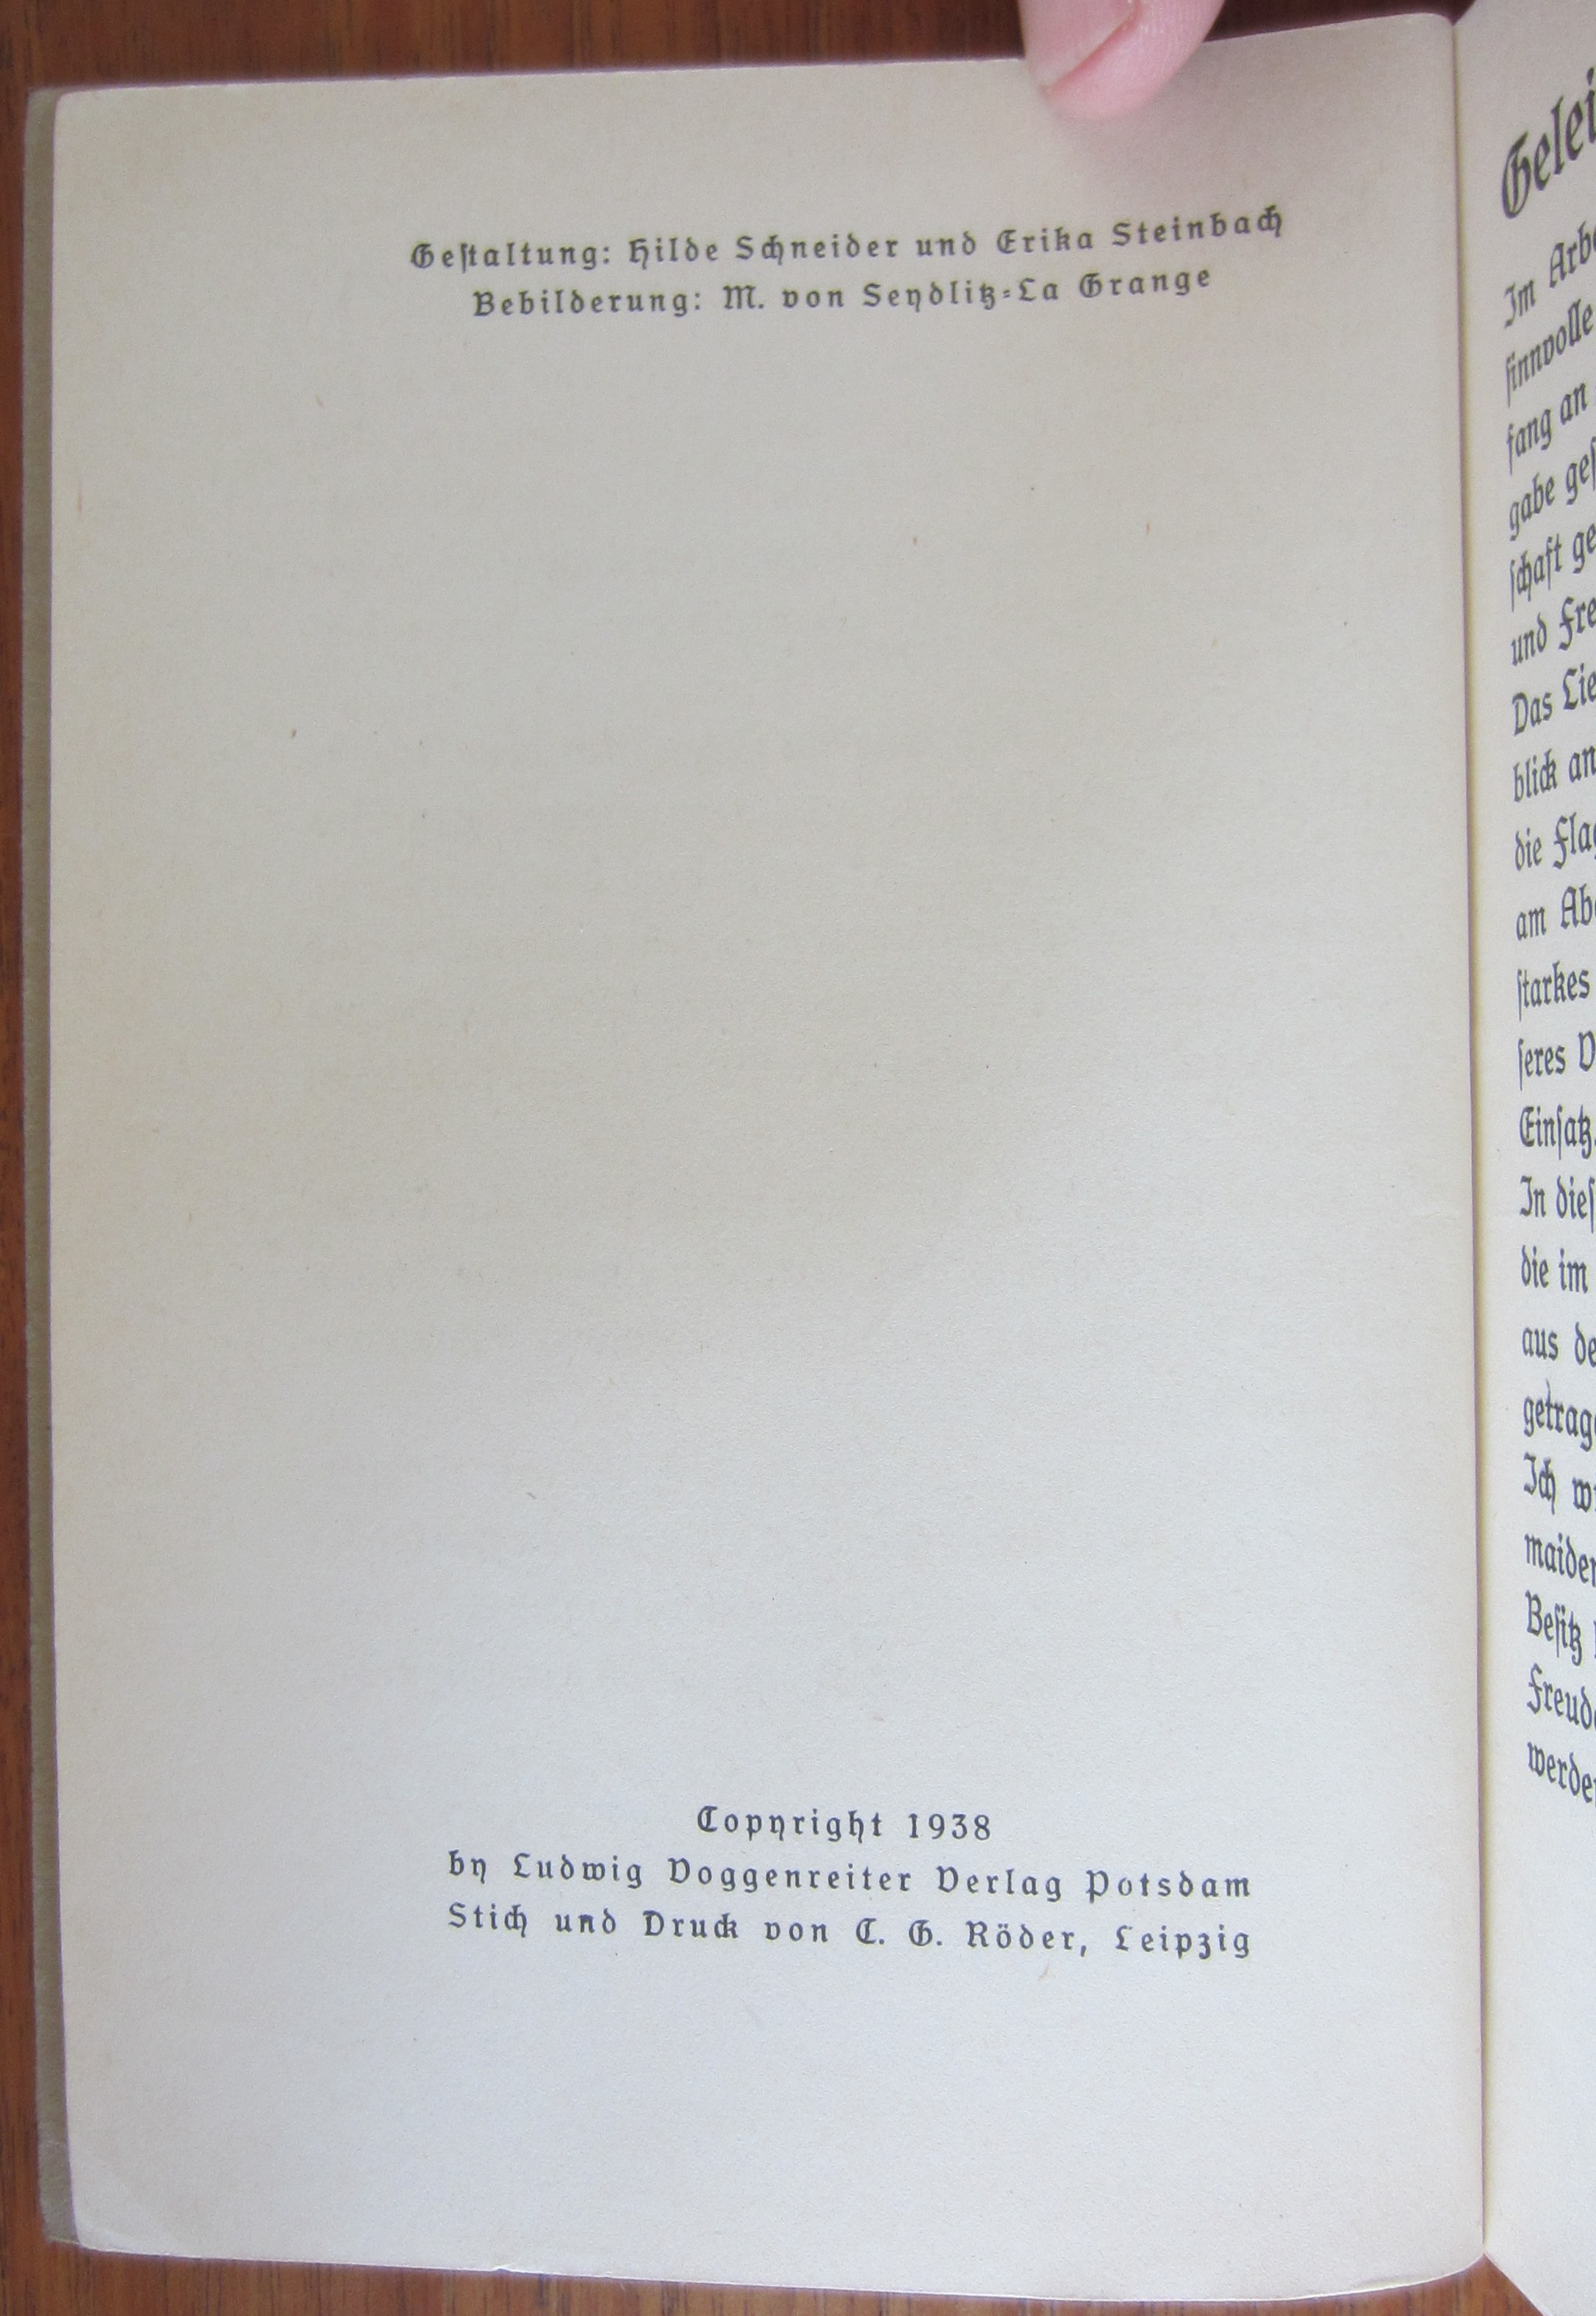 Gestaltung: Hilde Schneider und Erika Steinbach
Bebilderung: M. von Seydlitz=La Grange
Copyright 1938
by Ludwig Voggenreiter Verlag Potsdam
Stich und Druck von C. G. Röder, Leipzig
Im
sinnvolle
fang an
gabe
schaft
und
Das
blick
die
am
starkes
seres
Einsatz
In
die im
aus
Ich
Besitz